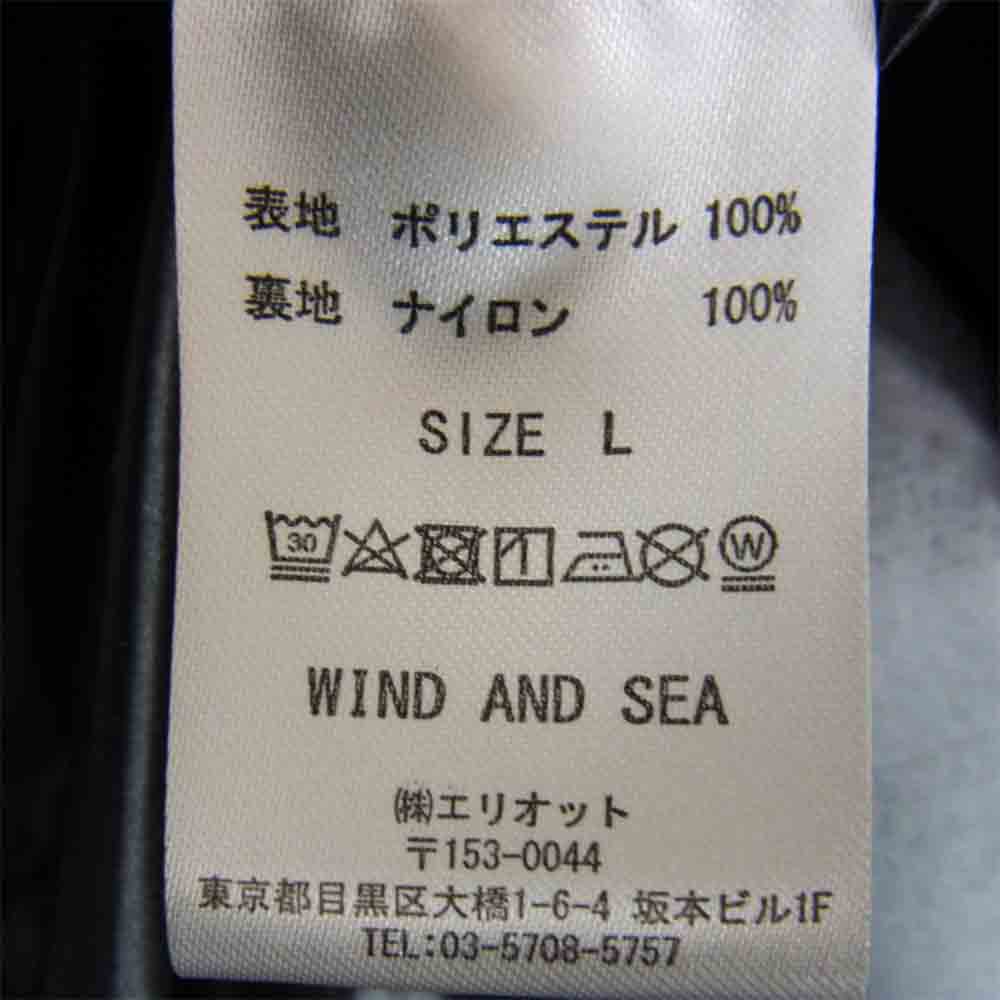 表地 ポリエステル 100%
裏地 ナイロン 100%
SIZE L
30 W
WIND AND SEA
㈱エリオット
〒153-0044
東京都目黒区大橋1-6-4 坂本ビル1F
TEL:03-5708-5757